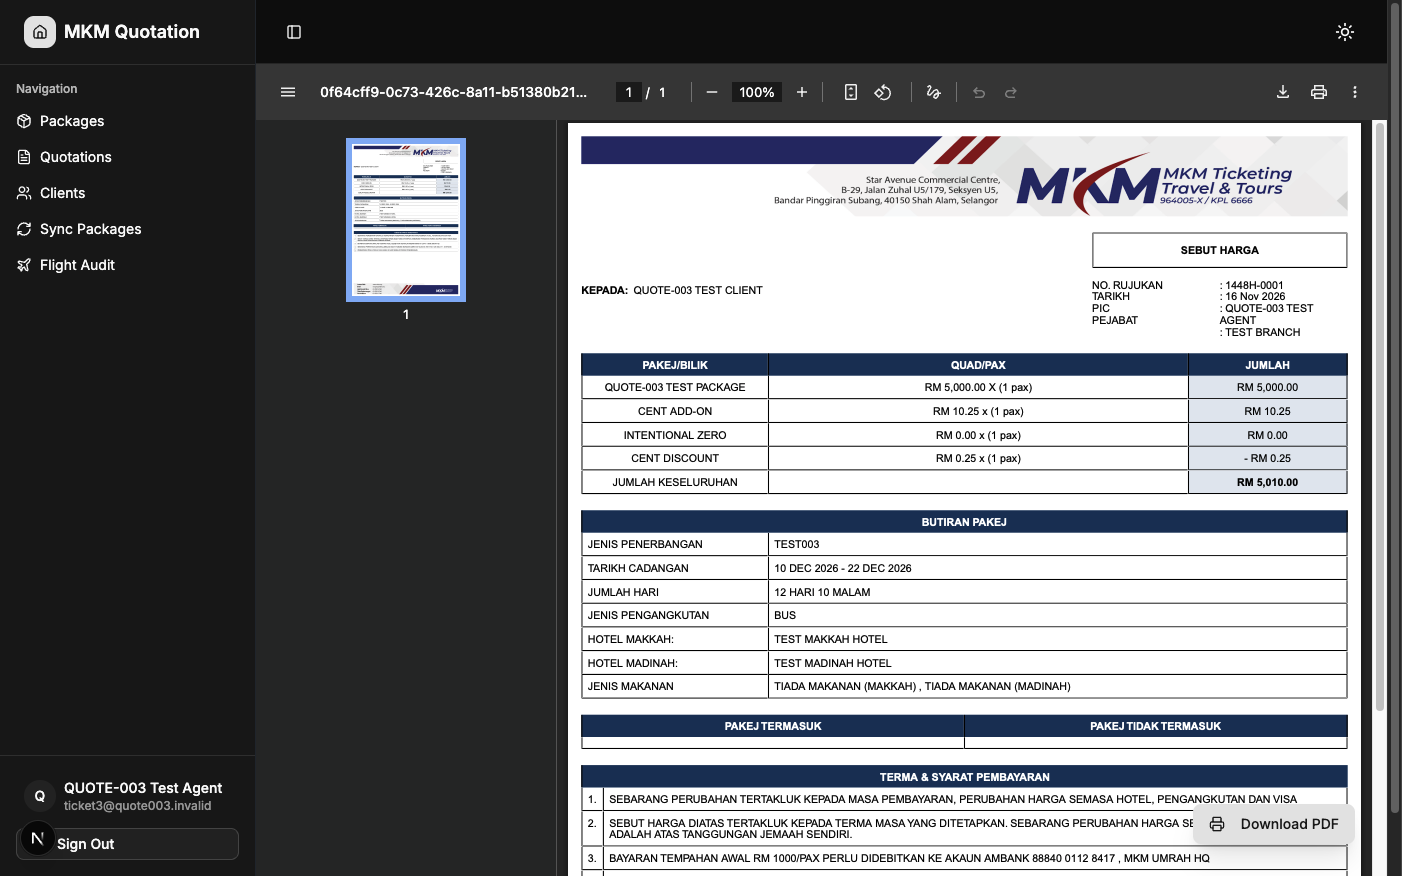 MKM Quotation
Navigation
Packages
Quotations
Clients
Sync Packages
Flight Audit
QUOTE-003 Test Agent
ticket3@quote003.invalid
Q
N
Sign Out
0f64cff9-0c73-426c-8a11-b51380b21...
1 / 1
100%
1
Star Avenue Commercial Centre,
B-29, Jalan Zuhal U5/179, Seksyen U5,
Bandar Pinggiran Subang, 40150 Shah Alam, Selangor
MKM
MKM Ticketing
Travel & Tours
964005-X / KPL 6666
SEBUT HARGA
KEPADA: QUOTE-003 TEST CLIENT
NO. RUJUKAN : 1448H-0001
TARIKH : 16 Nov 2026
PIC : QUOTE-003 TEST AGENT
PEJABAT : TEST BRANCH
PAKEJ/BILIK QUAD/PAX JUMLAH
QUOTE-003 TEST PACKAGE RM 5,000.00 X (1 pax) RM 5,000.00
CENT ADD-ON RM 10.25 x (1 pax) RM 10.25
INTENTIONAL ZERO RM 0.00 x (1 pax) RM 0.00
CENT DISCOUNT RM 0.25 x (1 pax) - RM 0.25
JUMLAH KESELURUHAN RM 5,010.00
BUTIRAN PAKEJ
JENIS PENERBANGAN TEST003
TARIKH CADANGAN 10 DEC 2026 - 22 DEC 2026
JUMLAH HARI 12 HARI 10 MALAM
JENIS PENGANGKUTAN BUS
HOTEL MAKKAH: TEST MAKKAH HOTEL
HOTEL MADINAH: TEST MADINAH HOTEL
JENIS MAKANAN TIADA MAKANAN (MAKKAH) , TIADA MAKANAN (MADINAH)
PAKEJ TERMASUK PAKEJ TIDAK TERMASUK
TERMA & SYARAT PEMBAYARAN
1. SEBARANG PERUBAHAN TERTAKLUK KEPADA MASA PEMBAYARAN, PERUBAHAN HARGA SEMASA HOTEL, PENGANGKUTAN DAN VISA
2. SEBUT HARGA DIATAS TERTAKLUK KEPADA TERMA MASA YANG DITETAPKAN. SEBARANG PERUBAHAN HARGA
ADALAH ATAS TANGGUNGAN JEMAAH SENDIRI.
3. BAYARAN TEMPAHAN AWAL RM 1000/PAX PERLU DIDEBITKAN KE AKAUN AMBANK 88840 0112 8417 , MKM UMRAH HQ
Download PDF